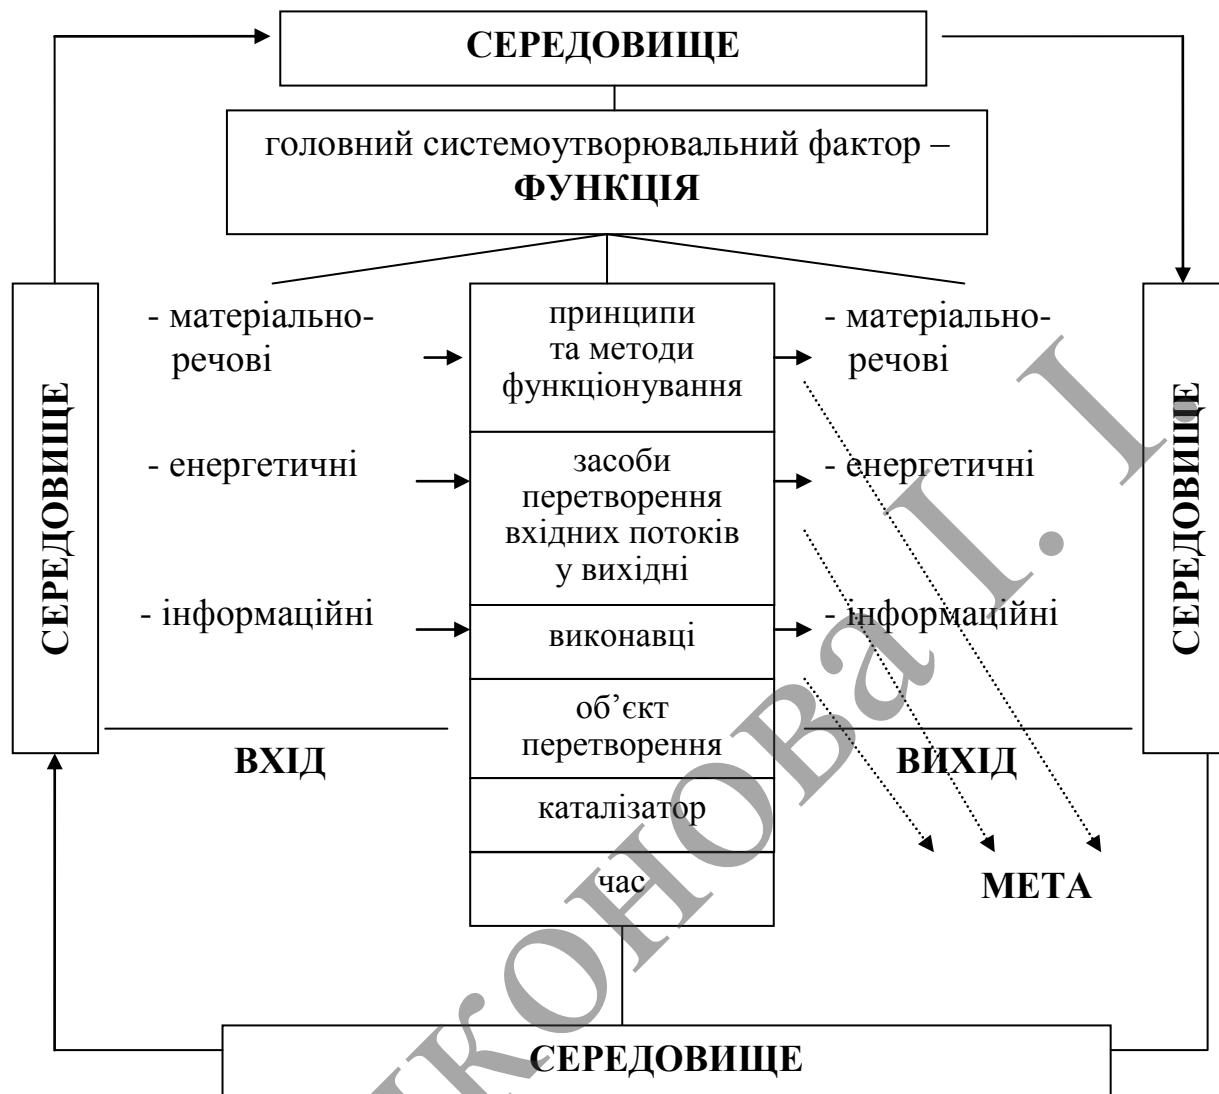 СЕРЕДОВИЩЕ
головний системоутворювальний фактор –
ФУНКЦІЯ
СЕРЕДОВИЩЕ
- матеріально-
речові
- енергетичні
- інформаційні
ВХІД
принципи
та методи
функціонування
засоби
перетворення
вхідних потоків
у вихідні
виконавці
об’єкт
перетворення
каталізатор
час
- матеріально-
речові
- енергетичні
- інформаційні
ВИХІД
МЕТА
СЕРЕДОВИЩЕ
СЕРЕДОВИЩЕ